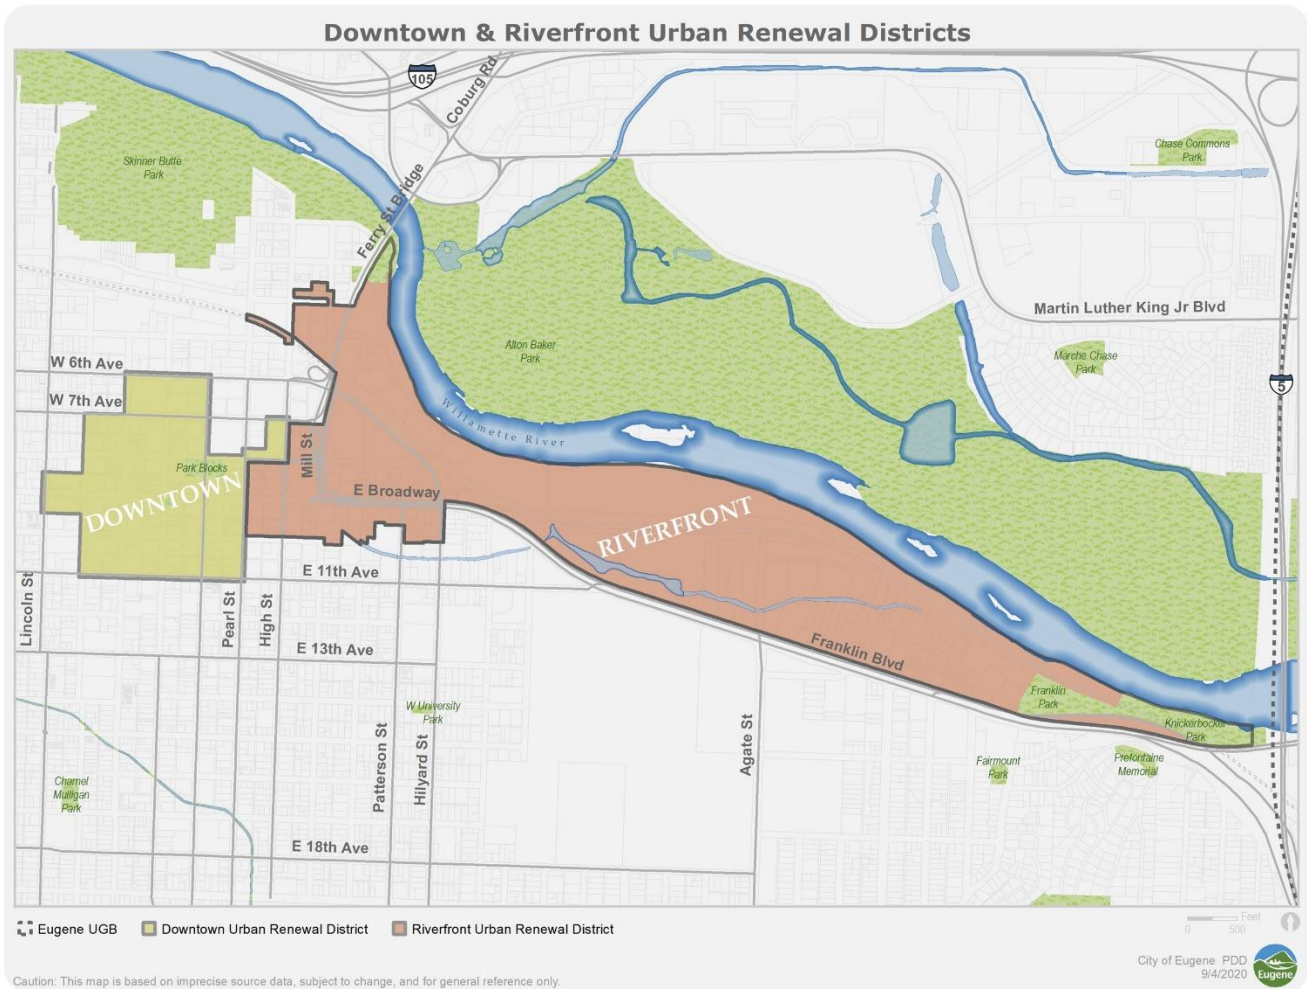 Downtown & Riverfront Urban Renewal Districts
105
Coburg Rd
Chase Commons
Park
Skinner Butte
Park
Ferry St Bridge
Martin Luther King Jr Blvd
Alton Baker
Park
Marche Chase
Park
W 6th Ave
5
W 7th Ave
Willamette River
Mill St
Park Blocks
DOWNTOWN
E Broadway
RIVERFRONT
E 11th Ave
Lincoln St
Pearl St
High St
E 13th Ave
Franklin Blvd
Franklin
Park
W University
Park
Knickerbocker
Park
Patterson St
Hilyard St
Agate St
Fairmount
Park
Prefontaine
Memorial
Charnel
Mulligan
Park
E 18th Ave
Eugene UGB
Downtown Urban Renewal District
Riverfront Urban Renewal District
Feet
0 500
City of Eugene PDD
9/4/2020
Eugene
Caution: This map is based on imprecise source data, subject to change, and for general reference only.